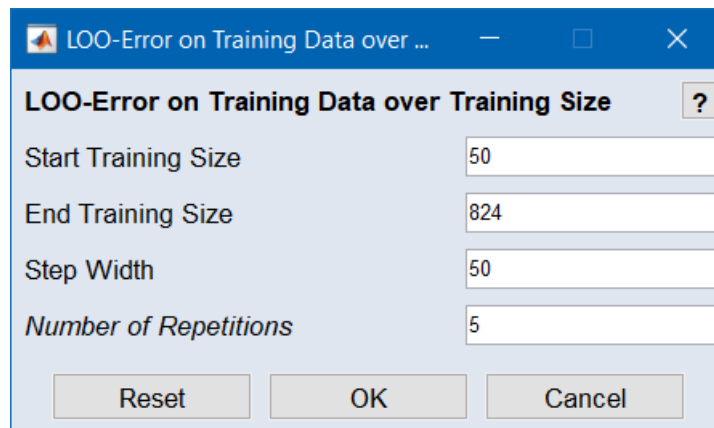 LOO-Error on Training Data over ...
LOO-Error on Training Data over Training Size ?
Start Training Size 50
End Training Size 824
Step Width 50
Number of Repetitions 5
Reset OK Cancel